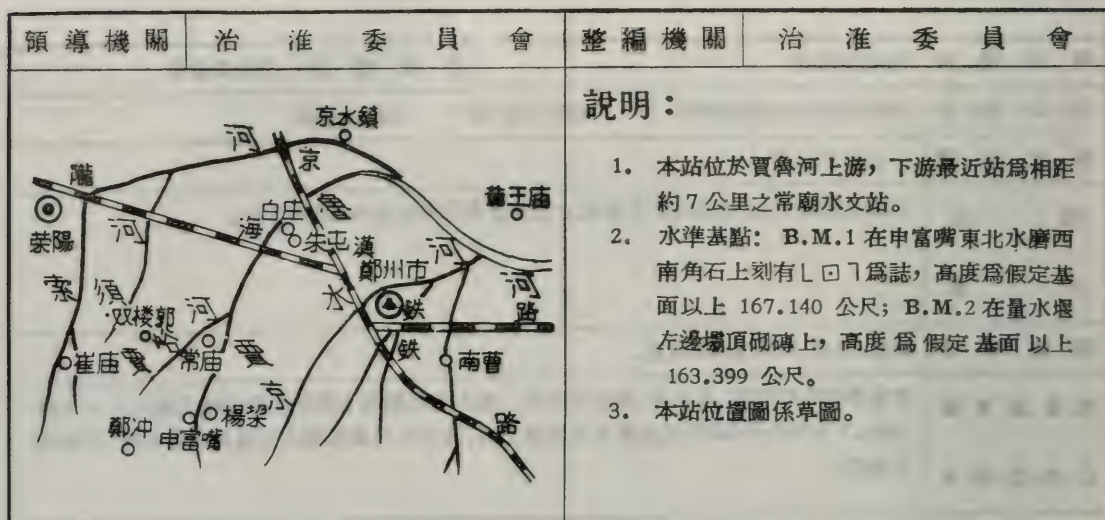 領導機關 治淮委員會 整編機關 治淮委員會
說明：
1. 本站位於賈魯河上游，下游最近站爲相距
約7公里之常廟水文站。
2. 水準基點： B.M.1 在申富嘴東北水磨西
南角石上刻有∟□ㄱ爲誌，高度爲假定基
面以上 167.140 公尺；B.M.2 在量水堰
左邊壩頂砌磚上，高度爲假定基面以上
163.399 公尺。
3. 本站位置圖係草圖。
京水鎮
河
京
隴
滎陽
河
海
白庄
朱屯
魯
漢
鄭州市
河
河
路
索
須
河
水
鉄
双楼郭
賈
崔庙
常庙
賈
京
鉄
南曹
楊垜
鄭冲
申富嘴
路